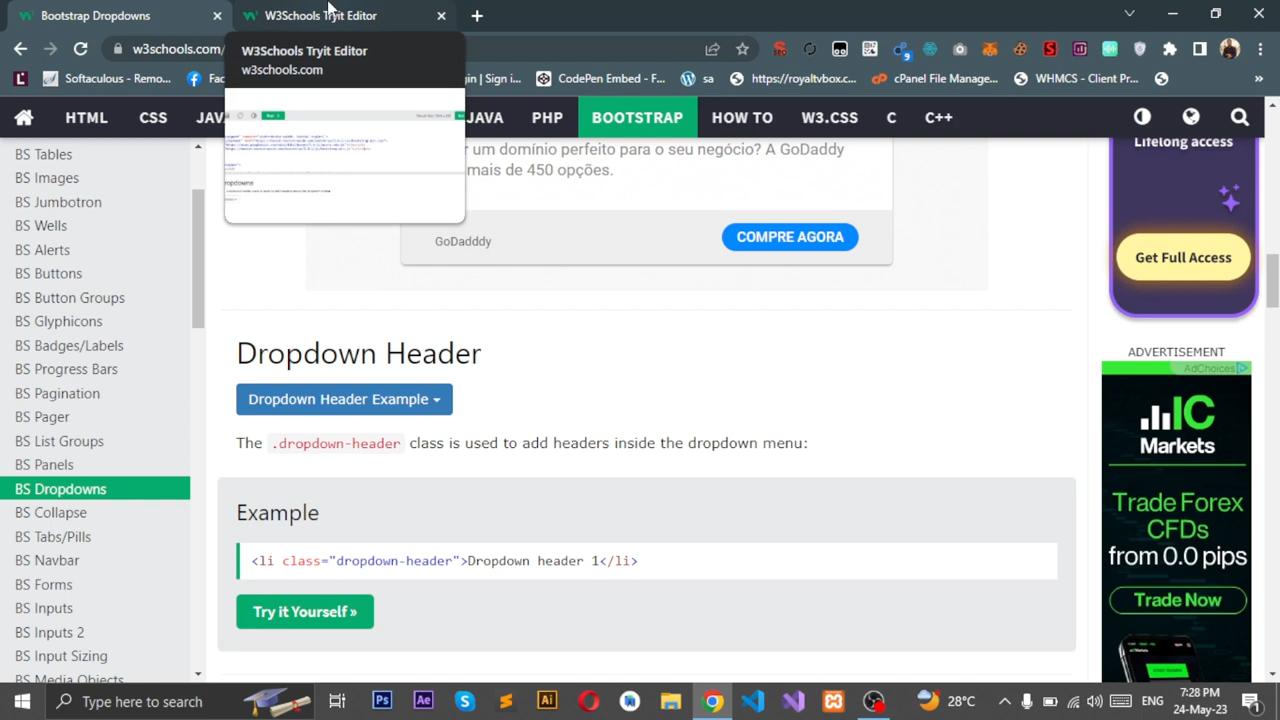 Bootstrap Dropdowns
W3Schools Tryit Editor
w3schools.com/
W3Schools Tryit Editor
w3schools.com
Softaculous - Remo...
Fac
Sign in
CodePen Embed - F...
sa
https://royaltvbox....
cPanel File Manage...
WHMCS - Client Pr...
»
HTML
CSS
JAV
JAVA
PHP
BOOTSTRAP
HOW TO
W3.CSS
C
C++
BS Tables
BS Images
BS Jumbotron
BS Wells
BS Alerts
BS Buttons
BS Button Groups
BS Glyphicons
BS Badges/Labels
BS Progress Bars
BS Pagination
BS Pager
BS List Groups
BS Panels
BS Dropdowns
BS Collapse
BS Tabs/Pills
BS Navbar
BS Forms
BS Inputs
BS Inputs 2
BS Input Sizing
BS Media Objects
um domínio perfeito para o seu negócio? A GoDaddy
mais de 450 opções.
GoDadddy
COMPRE AGORA
Dropdown Header
Dropdown Header Example
The .dropdown-header class is used to add headers inside the dropdown menu:
Example
<li class="dropdown-header">Dropdown header 1</li>
Try it Yourself »
Lifelong access
Get Full Access
ADVERTISEMENT
AdChoices
IC
Markets
Trade Forex
CFDs
from 0.0 pips
Trade Now
Type here to search
Ps
Ae
Ai
28°C
ENG
7:28 PM
24-May-23